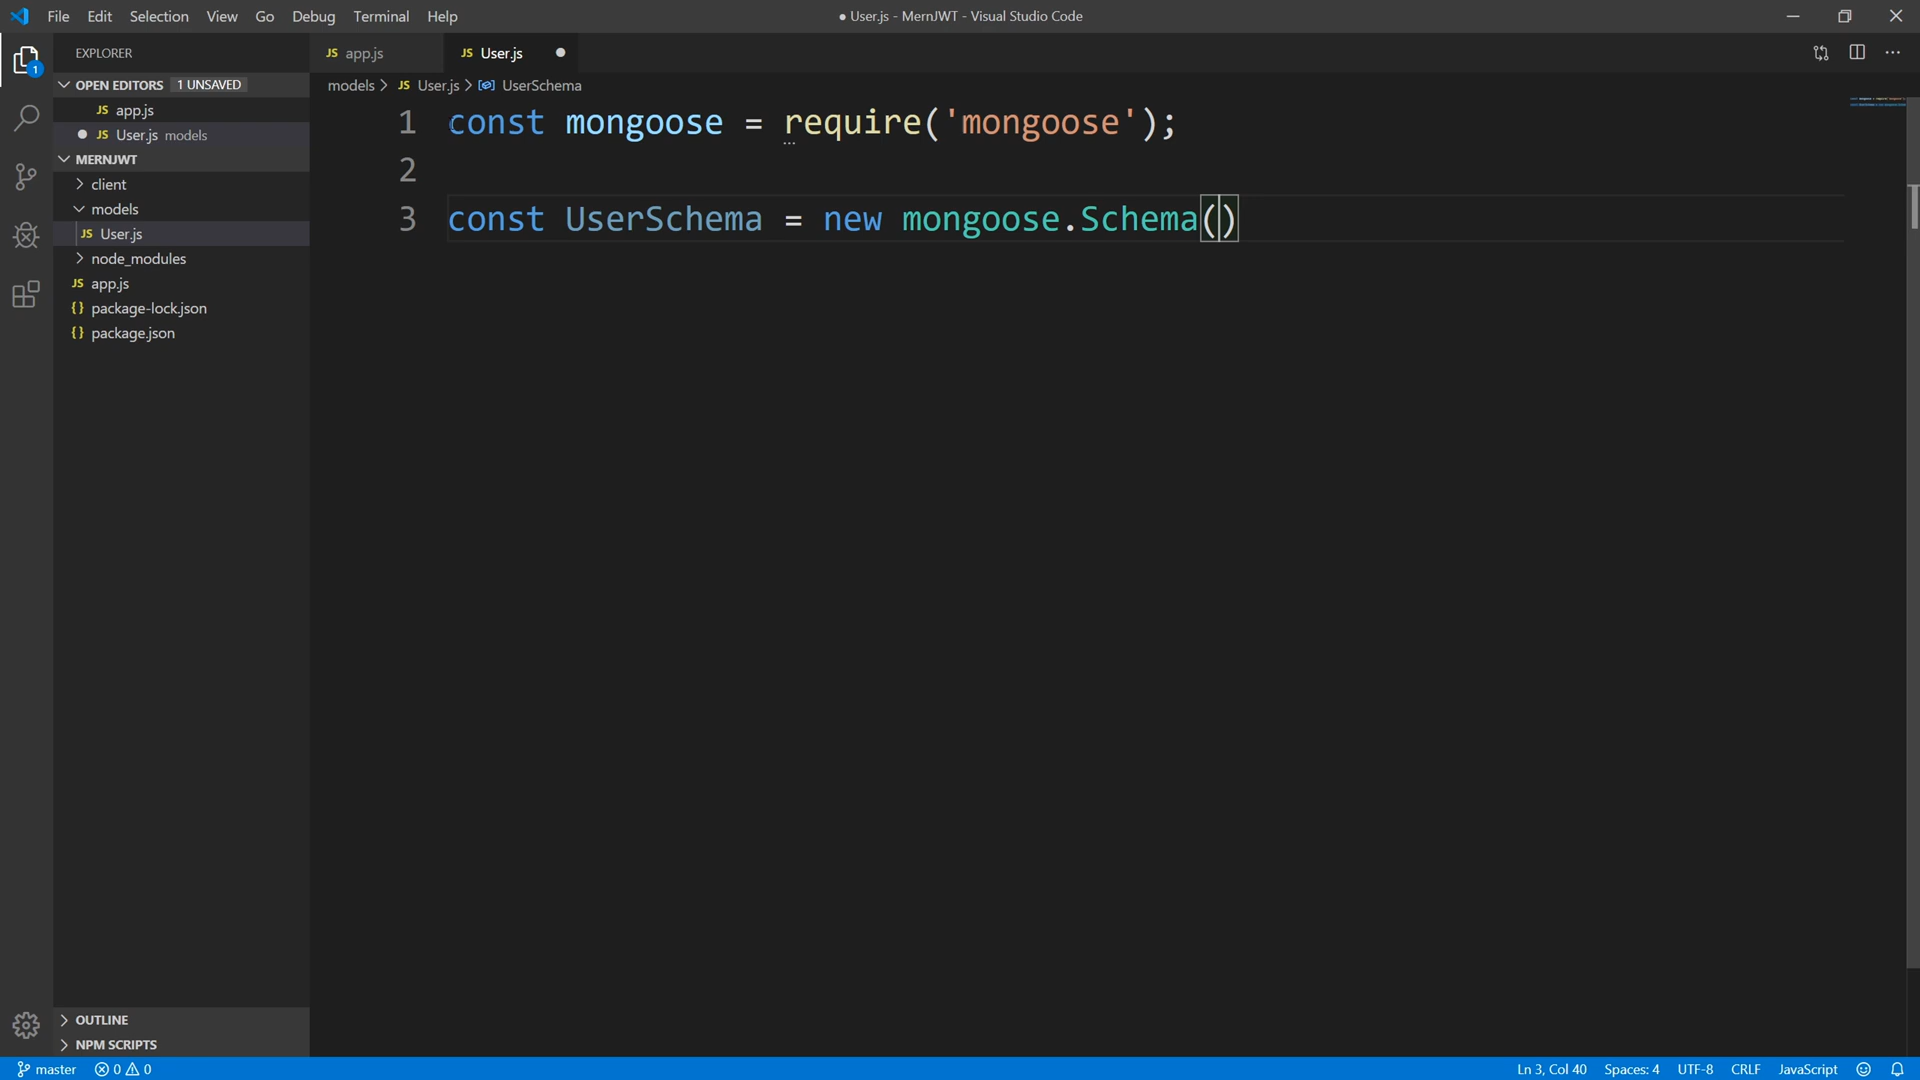 File Edit Selection View Go Debug Terminal Help
● User.js - MernJWT - Visual Studio Code
EXPLORER
OPEN EDITORS 1 UNSAVED
JS app.js
JS User.js models
MERNJWT
client
models
JS User.js
node_modules
JS app.js
{} package-lock.json
{} package.json
OUTLINE
NPM SCRIPTS
1
JS app.js
JS User.js
models > JS User.js > UserSchema
1 const mongoose = require('mongoose');
2
3 const UserSchema = new mongoose.Schema()
master 0 0
Ln 3, Col 40 Spaces: 4 UTF-8 CRLF JavaScript